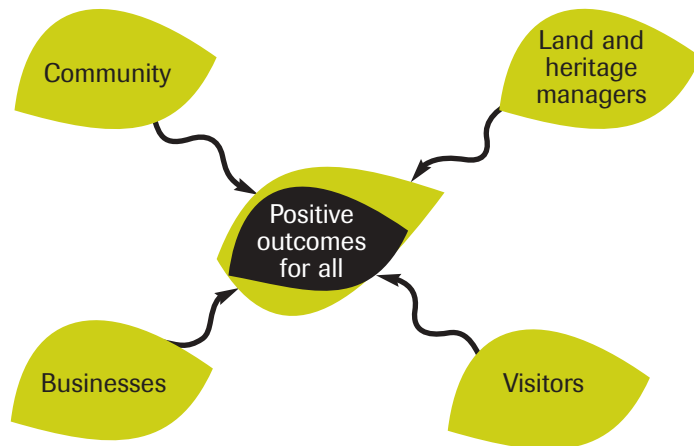 Community
Land and
heritage
managers
Positive
outcomes
for all
Businesses
Visitors